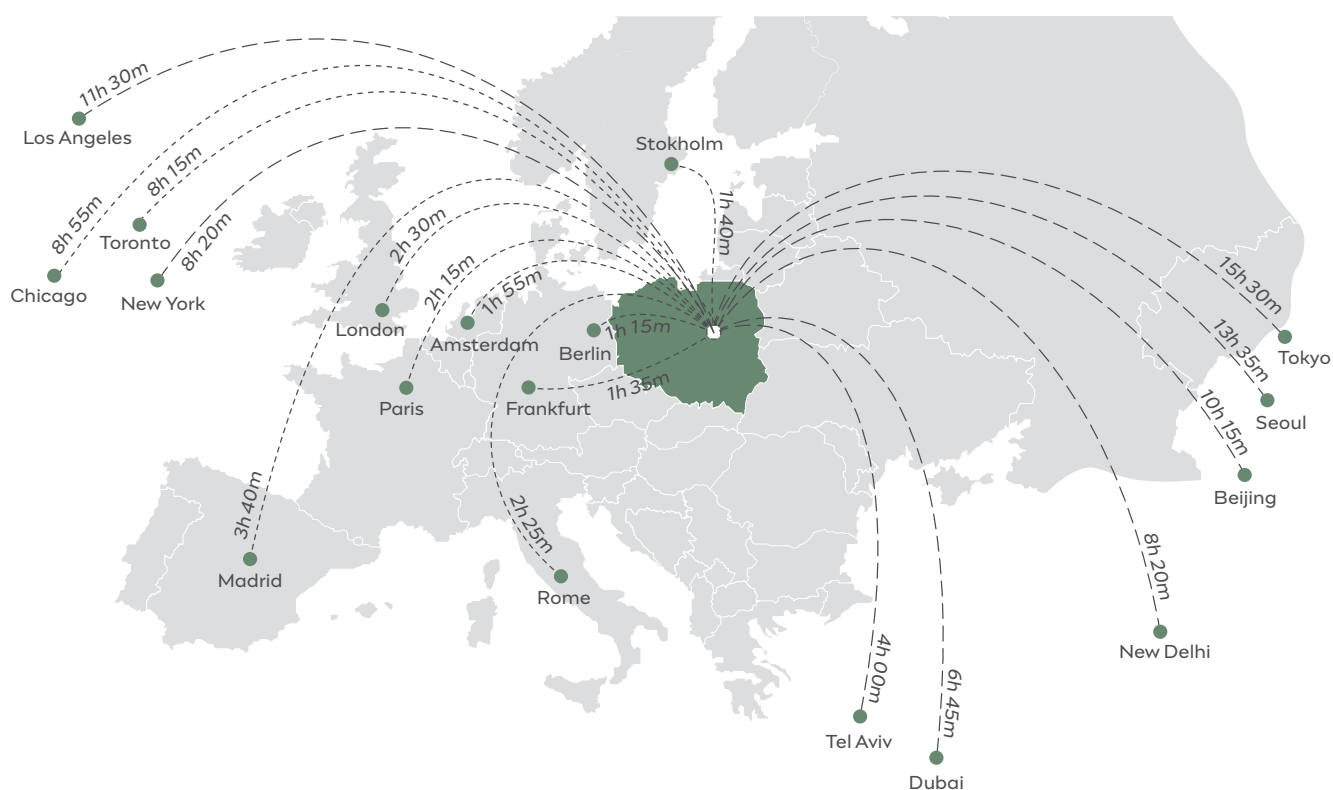 11h 30m
Los Angeles
8h 15m
Toronto
8h 55m
Chicago
8h 20m
New York
Stokholm
1h 40m
2h 30m
London
2h 15m
Paris
1h 55m
Amsterdam
1h 15m
Berlin
1h 35m
Frankfurt
3h 40m
Madrid
2h 25m
Rome
15h 30m
Tokyo
13h 35m
Seoul
10h 15m
Beijing
8h 20m
New Delhi
4h 00m
Tel Aviv
6h 45m
Dubai